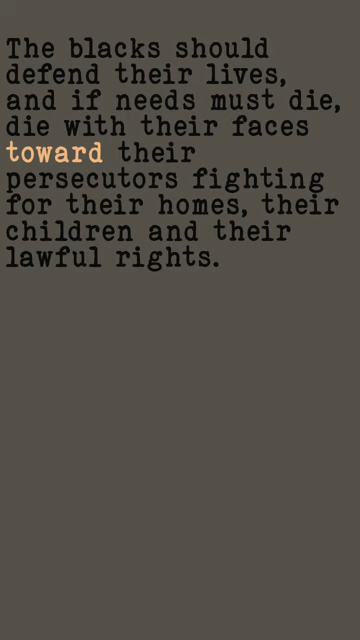 The blacks should
defend their lives,
and if needs must die,
die with their faces
toward their
persecutors fighting
for their homes, their
children and their
lawful rights.